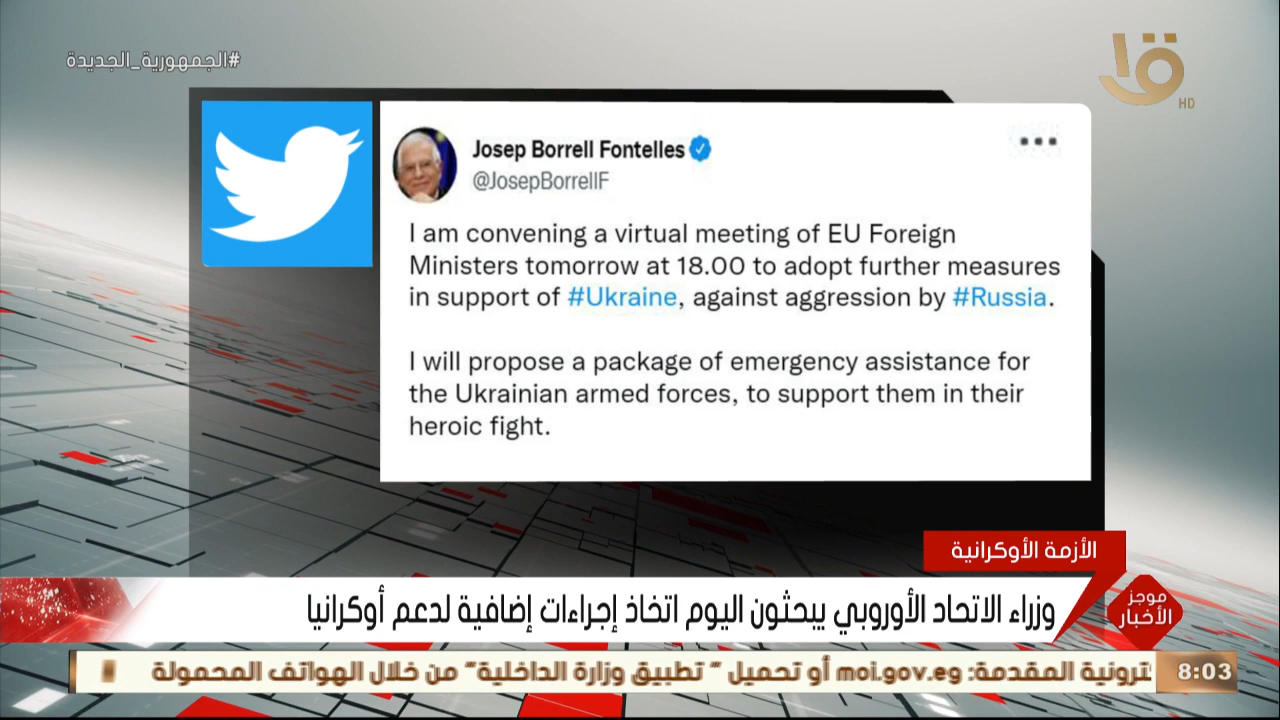 #الجمهورية_الجديدة
HD
Josep Borrell Fontelles
@JosepBorrellF
I am convening a virtual meeting of EU Foreign
Ministers tomorrow at 18.00 to adopt further measures
in support of #Ukraine, against aggression by #Russia.
I will propose a package of emergency assistance for
the Ukrainian armed forces, to support them in their
heroic fight.
الأزمة الأوكرانية
موجز
الأخبار
وزراء الاتحاد الأوروبي يبحثون اليوم اتخاذ إجراءات إضافية لدعم أوكرانيا
المقدمة: moi.gov.eg أو تحميل " تطبيق وزارة الداخلية" من خلال الهواتف المحمولة
8:03